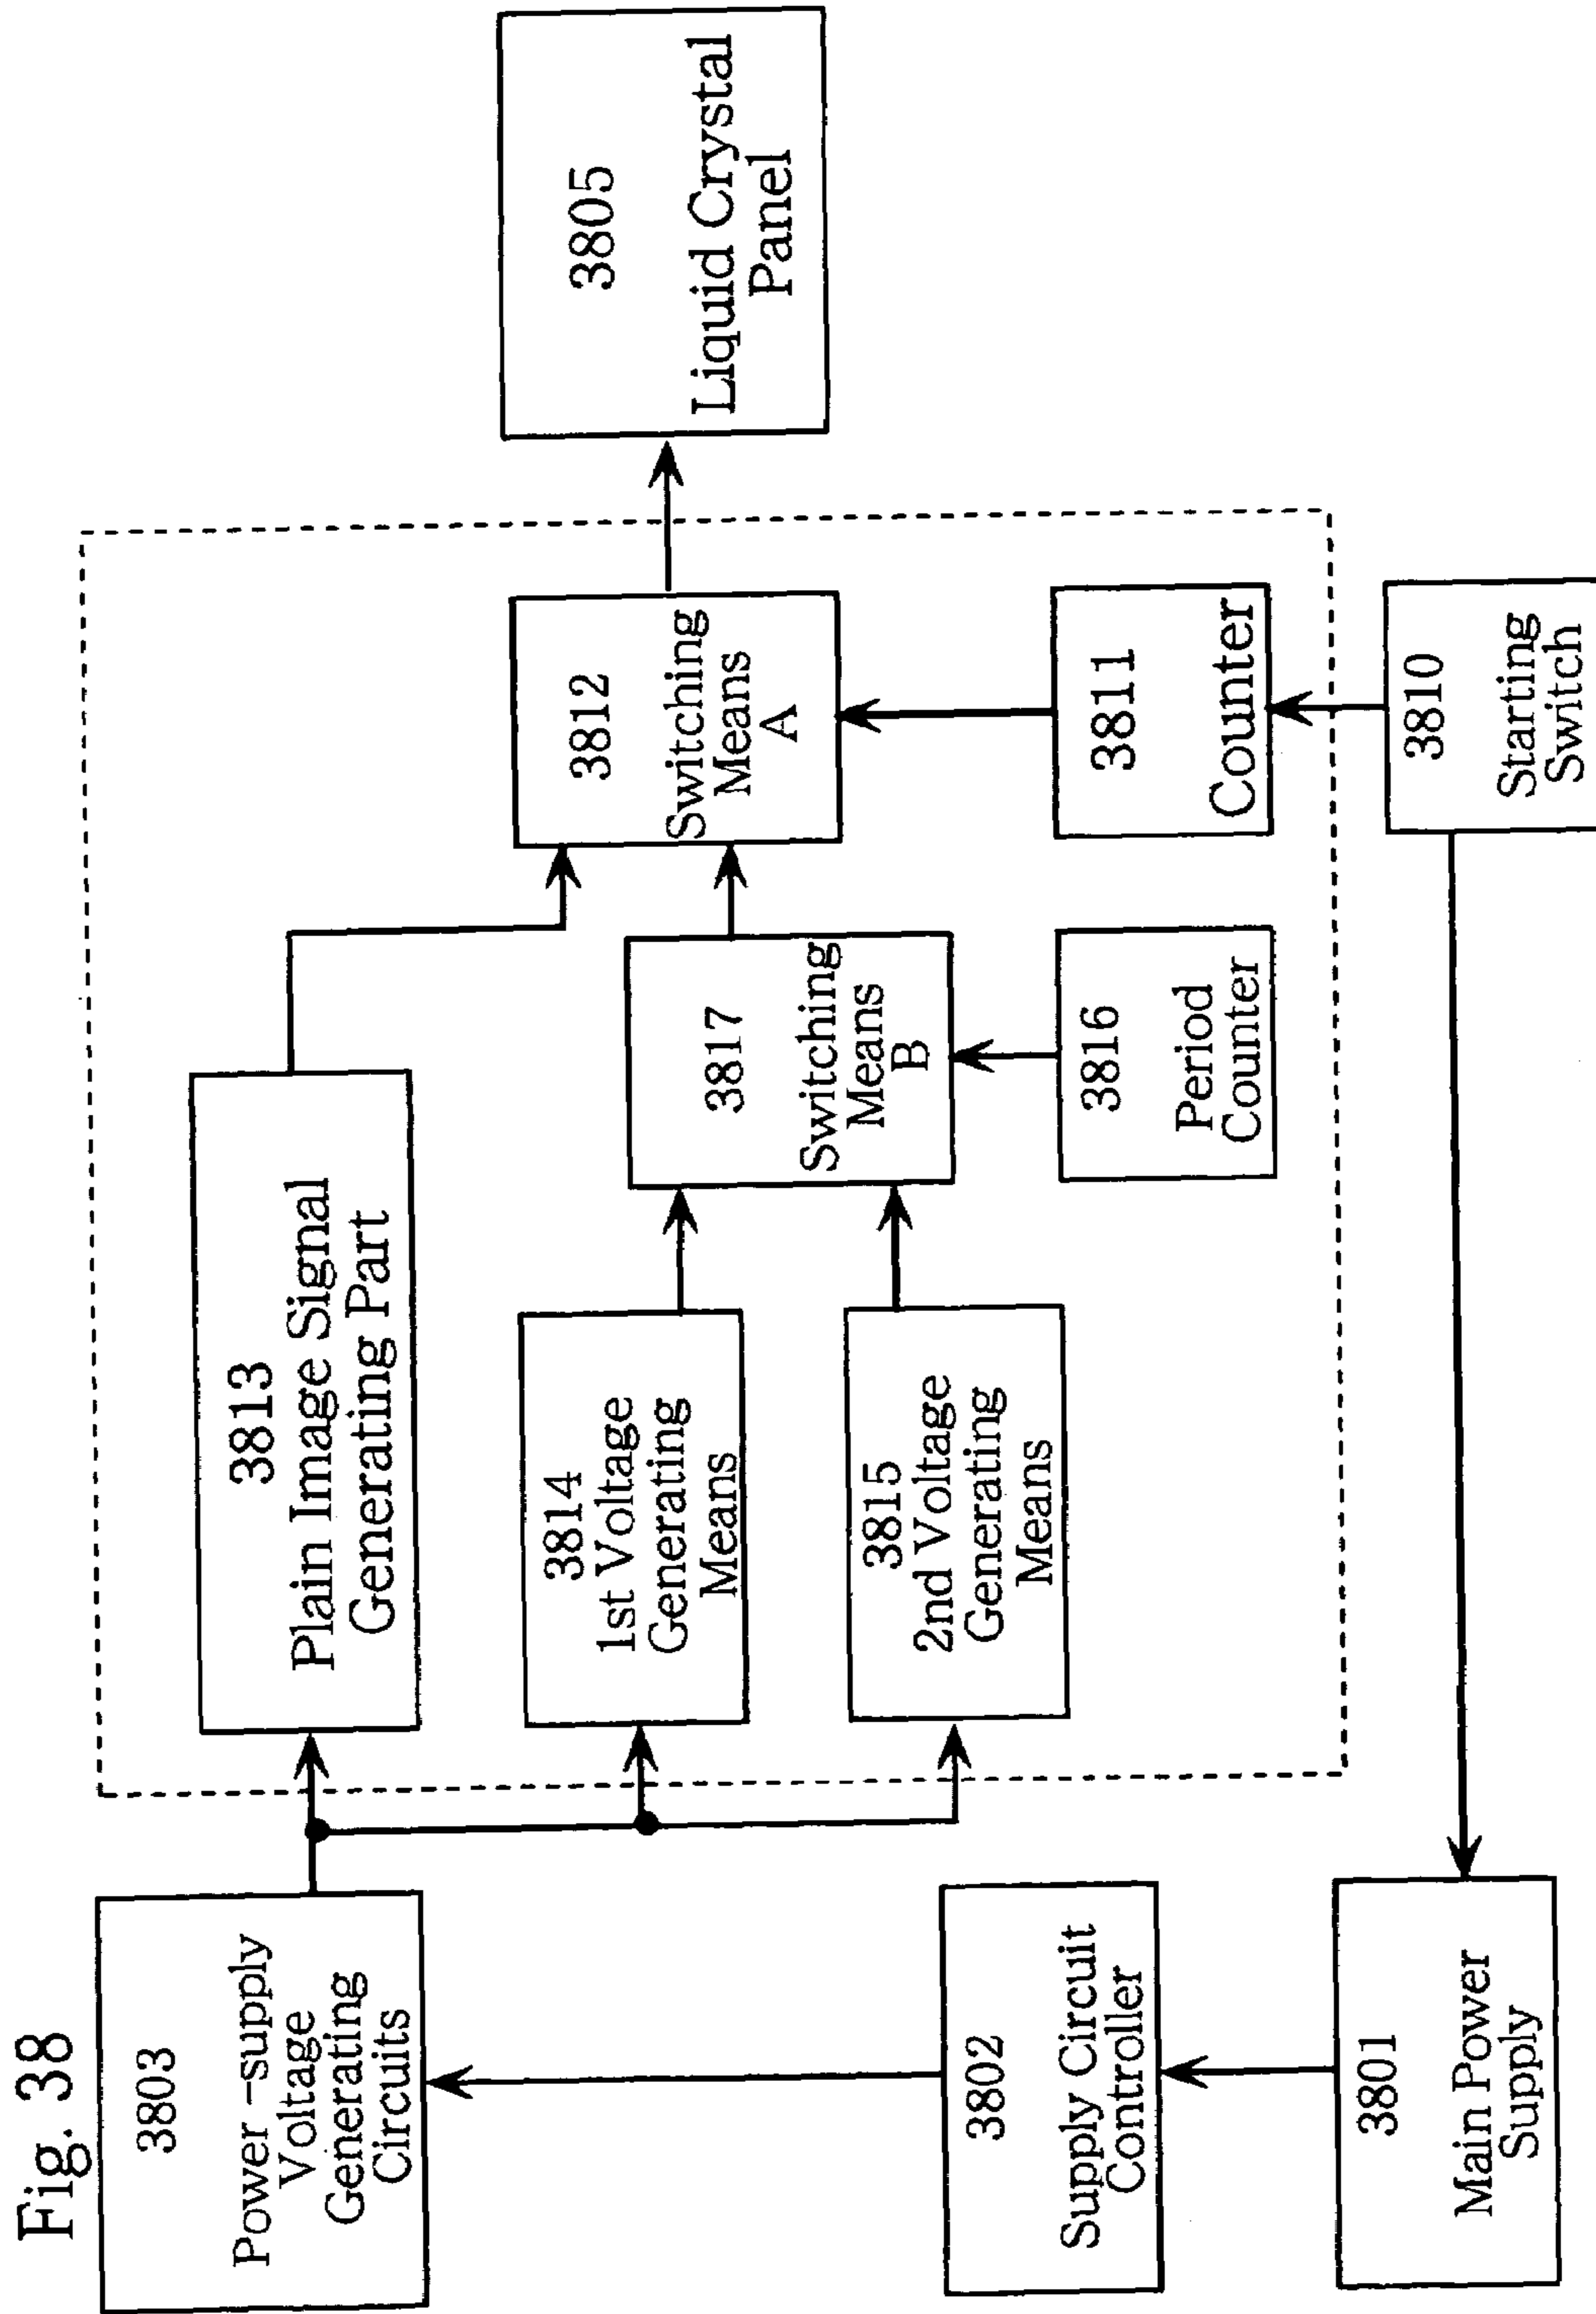 Fig. 38
3803
Power-supply
Voltage
Generating
Circuits
3802
Supply Circuit
Controller
3801
Main Power
Supply
3813
Plain Image Signal
Generating Part
3814
1st Voltage
Generating
Means
3815
2nd Voltage
Generating
Means
3817
Switching
Means
B
3816
Period
Counter
3812
Switching
Means
A
3811
Counter
3810
Starting
Switch
3805
Liquid Crystal
Panel